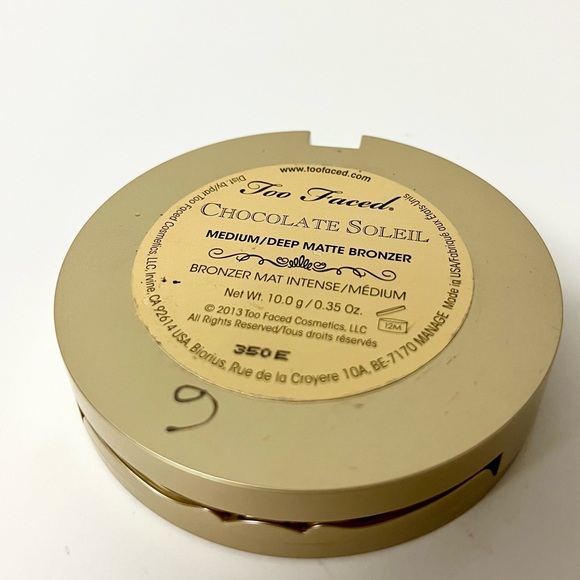 www.toofaced.com
Too Faced®
CHOCOLATE SOLEIL
MEDIUM/DEEP MATTE BRONZER
BRONZER MAT INTENSE/MÉDIUM
Net Wt. 10.0 g/0.35 Oz.
12M
© 2013 Too Faced Cosmetics, LLC
All Rights Reserved/Tous droits réservés
350E
Dist. by/par Too Faced Cosmetics, LLC, Irvine, CA 92614 USA. Bjorlus, Rue de la Croyere 10A, BE-7170 MANAGE Made in USA/Fabriqué aux États-Unis